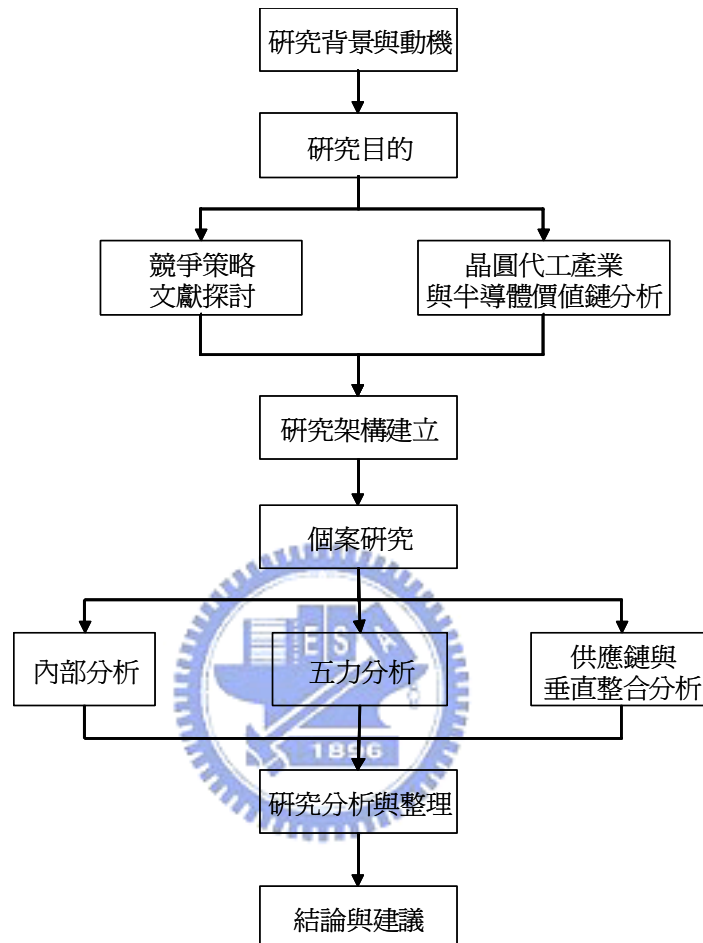 研究背景與動機
研究目的
競爭策略
文獻探討
晶圓代工產業
與半導體價值鏈分析
研究架構建立
個案研究
內部分析
五力分析
供應鏈與
垂直整合分析
ESA
1896
研究分析與整理
結論與建議